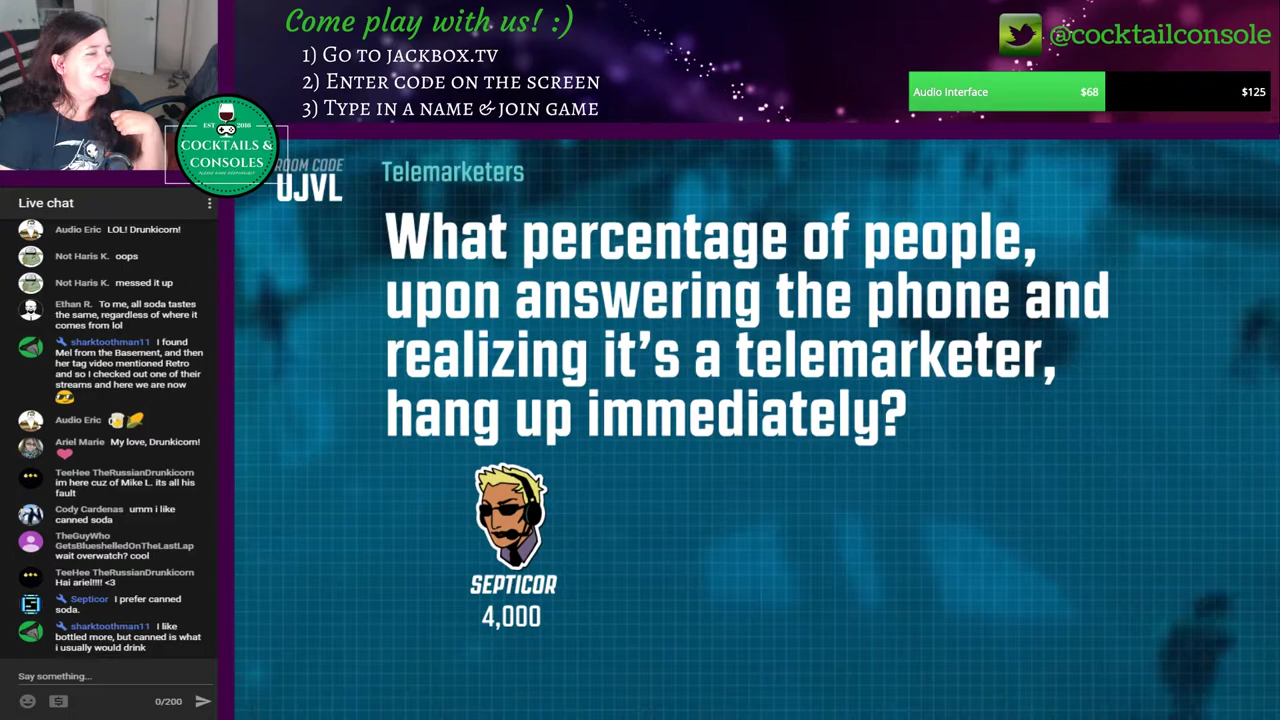 Come play with us! :)
1) Go to jackbox.tv
2) Enter code on the screen
3) Type in a name & join game
@cocktailconsole
Audio Interface $68 $125
EST 2016
COCKTAILS &
CONSOLES
PLEASE GAME RESPONSIBLY
ROOM CODE
UJVL
Telemarketers
What percentage of people,
upon answering the phone and
realizing it's a telemarketer,
hang up immediately?
SEPTICOR
4,000
Live chat
Audio Eric LOL! Drunkicorn!
Not Haris K. oops
Not Haris K. messed it up
Ethan R. To me, all soda tastes
the same, regardless of where it
comes from lol
sharktoothman11 I found
Mel from the Basement, and then
her tag video mentioned Retro
and so I checked out one of their
streams and here we are now
Audio Eric
Ariel Marie My love, Drunkicorn!
TeeHee TheRussianDrunkicorn
im here cuz of Mike L. its all his
fault
Cody Cardenas umm i like
canned soda
TheGuyWho
GetsBlueshelledOnTheLastLap
wait overwatch? cool
TeeHee TheRussianDrunkicorn
Hai ariel!!!! <3
Septicor I prefer canned
soda.
sharktoothman11 I like
bottled more, but canned is what
i usually would drink
Say something...
0/200